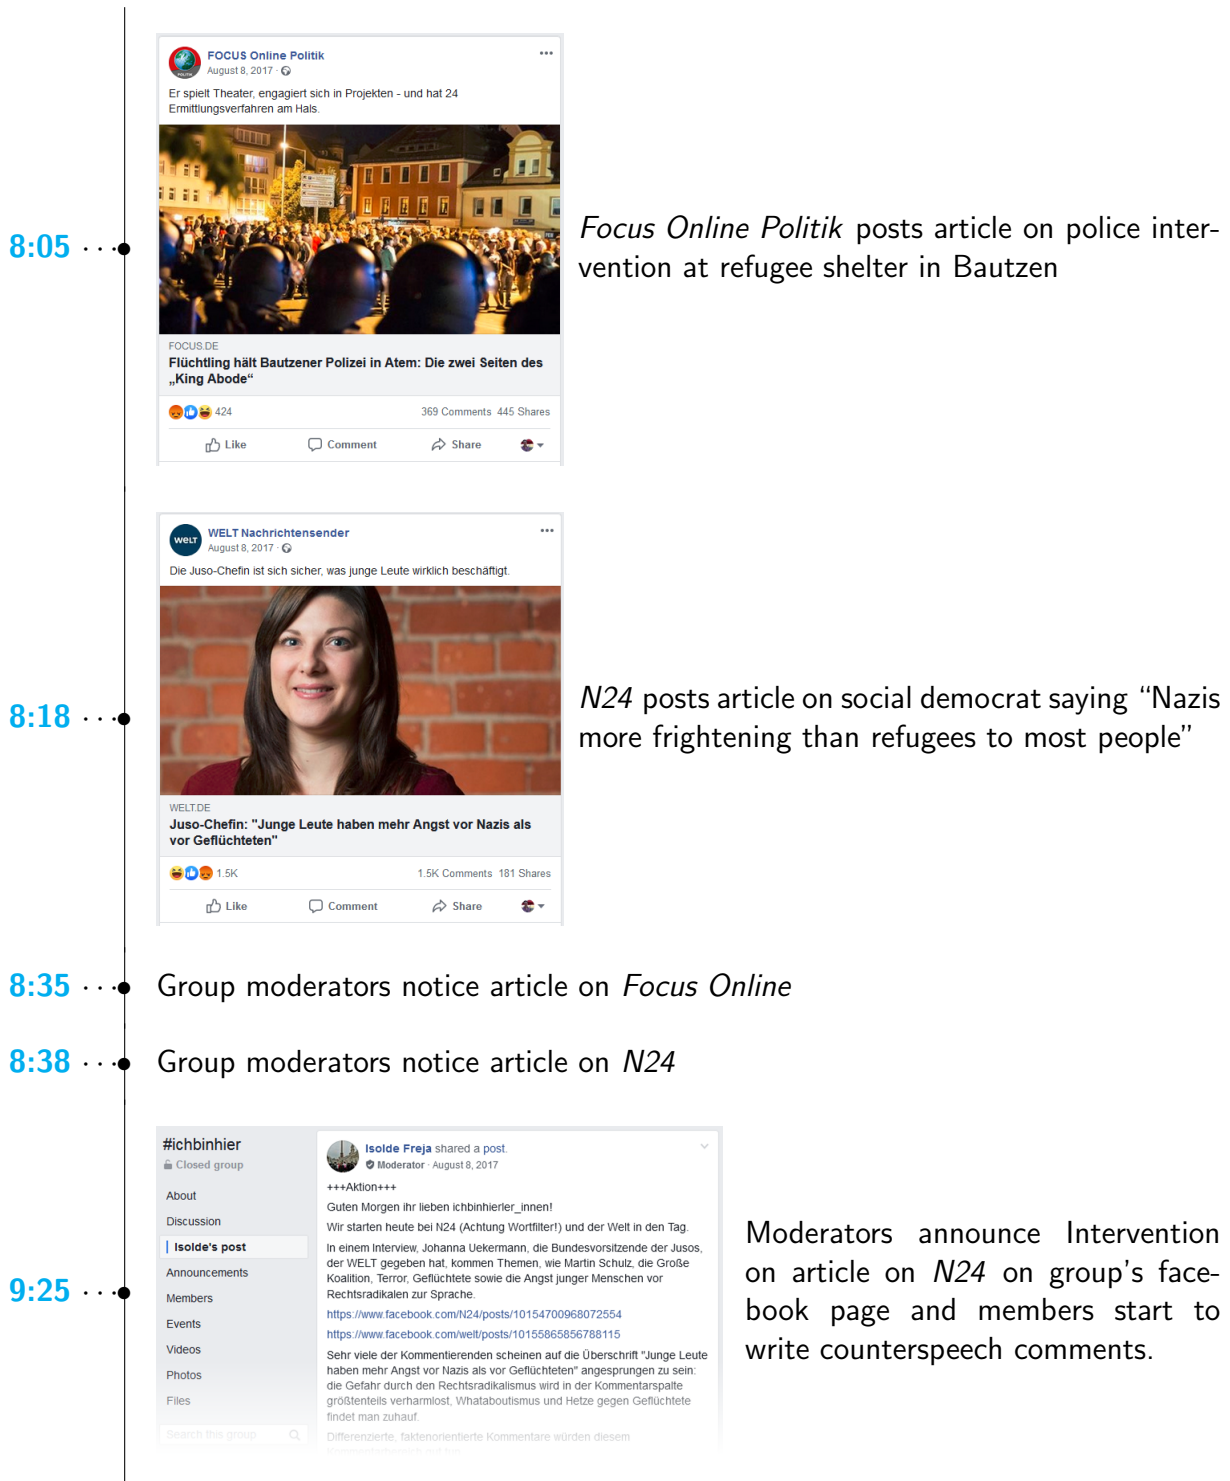 FOCUS Online Politik
August 8, 2017 ·
Er spielt Theater, engagiert sich in Projekten - und hat 24
Ermittlungsverfahren am Hals.
FOCUS.DE
Flüchtling hält Bautzener Polizei in Atem: Die zwei Seiten des
„King Abode“
424
369 Comments 445 Shares
Like Comment Share
8:05
Focus Online Politik posts article on police inter-
vention at refugee shelter in Bautzen
WELT Nachrichtensender
August 8, 2017 ·
welt
Die Juso-Chefin ist sich sicher, was junge Leute wirklich beschäftigt.
WELT.DE
Juso-Chefin: "Junge Leute haben mehr Angst vor Nazis als
vor Geflüchteten"
1.5K
1.5K Comments 181 Shares
Like Comment Share
8:18
N24 posts article on social democrat saying “Nazis
more frightening than refugees to most people”
8:35 Group moderators notice article on Focus Online
8:38 Group moderators notice article on N24
9:25
#ichbinhier
Closed group
About
Discussion
Isolde's post
Announcements
Members
Events
Videos
Photos
Files
Search this group
Isolde Freja shared a post.
Moderator · August 8, 2017
+++Aktion+++
Guten Morgen ihr lieben ichbinhierler_innen!
Wir starten heute bei N24 (Achtung Wortfilter!) und der Welt in den Tag.
In einem Interview, Johanna Uekermann, die Bundesvorsitzende der Jusos,
der WELT gegeben hat, kommen Themen, wie Martin Schulz, die Große
Koalition, Terror, Geflüchtete sowie die Angst junger Menschen vor
Rechtsradikalen zur Sprache.
https://www.facebook.com/N24/posts/10154700968072554
https://www.facebook.com/welt/posts/10155865856788115
Sehr viele der Kommentierenden scheinen auf die Überschrift "Junge Leute
haben mehr Angst vor Nazis als vor Geflüchteten" angesprungen zu sein:
die Gefahr durch den Rechtsradikalismus wird in der Kommentarspalte
größtenteils verharmlost, Whataboutismus und Hetze gegen Geflüchtete
findet man zuhauf.
Differenzierte, faktenorientierte Kommentare würden diesem
Moderators announce Intervention
on article on N24 on group's face-
book page and members start to
write counterspeech comments.